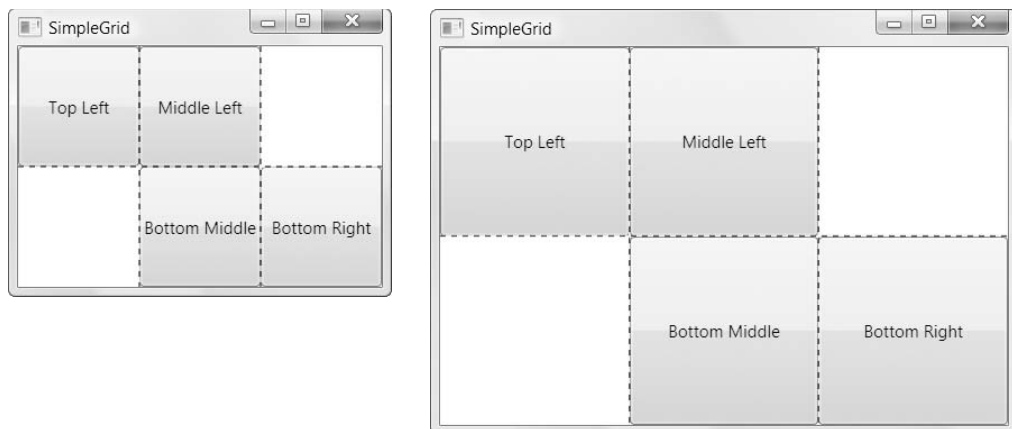 SimpleGrid
Top Left
Middle Left
Bottom Middle
Bottom Right
SimpleGrid
Top Left
Middle Left
Bottom Middle
Bottom Right